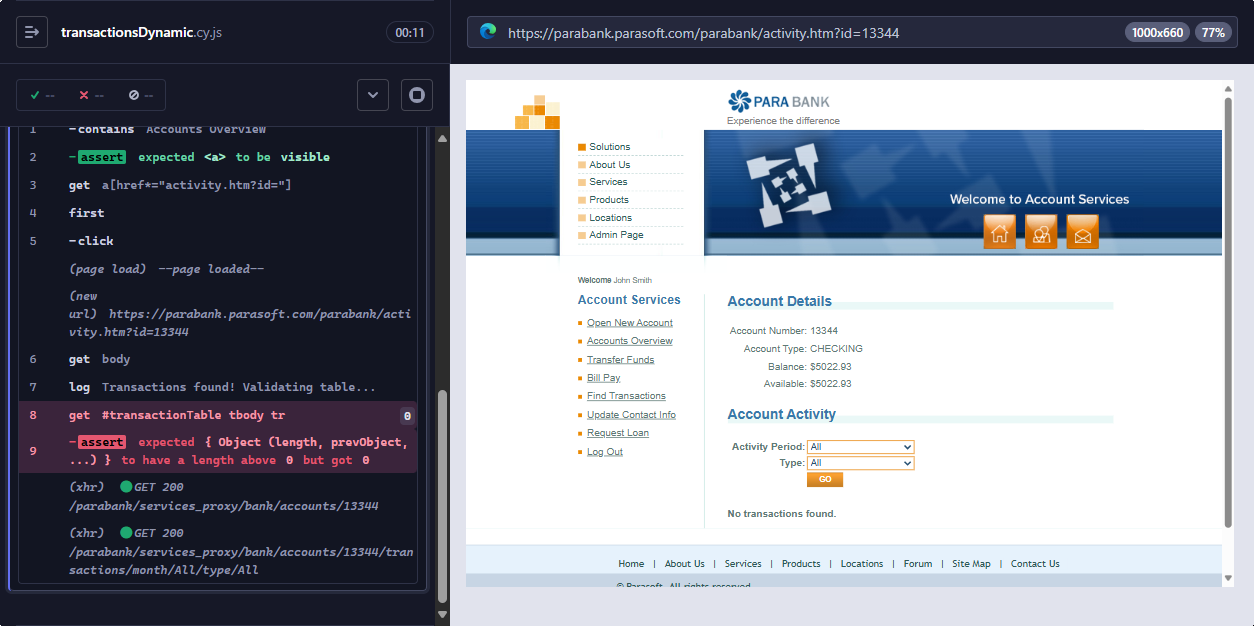 transactionsDynamic.cy.js
00:11
--
--
--
1 -contains Accounts Overview
2 -assert expected <a> to be visible
3 get a[href*="activity.htm?id="]
4 first
5 -click
(page load) --page loaded--
(new
url) https://parabank.parasoft.com/parabank/acti
vity.htm?id=13344
6 get body
7 log Transactions found! Validating table...
8 get #transactionTable tbody tr 0
9 -assert expected { Object (length, prevObject,
...) } to have a length above 0 but got 0
(xhr) GET 200
/parabank/services_proxy/bank/accounts/13344
(xhr) GET 200
/parabank/services_proxy/bank/accounts/13344/tran
sactions/month/All/type/All
https://parabank.parasoft.com/parabank/activity.htm?id=13344
1000x660
77%
PARA BANK
Experience the difference
Solutions
About Us
Services
Products
Locations
Admin Page
Welcome to Account Services
Welcome John Smith
Account Services
Open New Account
Accounts Overview
Transfer Funds
Bill Pay
Find Transactions
Update Contact Info
Request Loan
Log Out
Account Details
Account Number: 13344
Account Type: CHECKING
Balance: $5022.93
Available: $5022.93
Account Activity
Activity Period: All
Type: All
GO
No transactions found.
Home | About Us | Services | Products | Locations | Forum | Site Map | Contact Us
© Parasoft. All rights reserved.